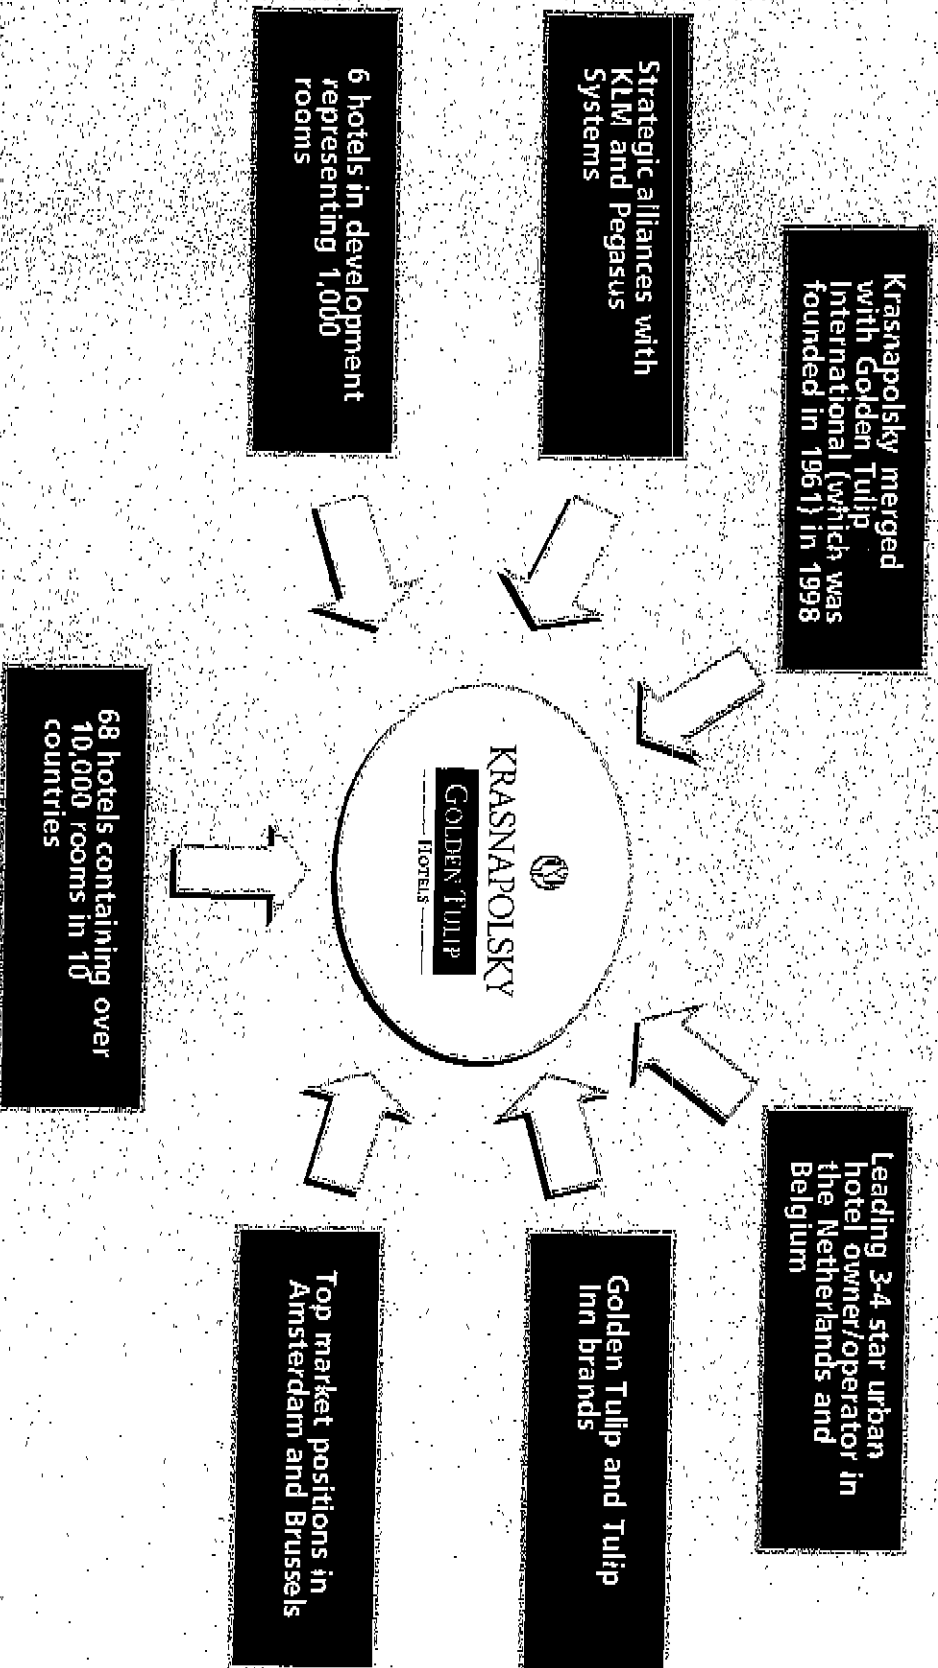 Krasnapolsky merged
with Golden Tulip
International (which was
founded in 1961) in 1998
Leading 3-4 star urban
hotel owner/operator in
the Netherlands and
Belgium
Strategic alliances with
KLM and Pegasus
Systems
KRASNAPOLSKY
GOLDEN TULIP
HOTELS
Golden Tulip and Tulip
Inn brands
6 hotels in development
representing 1,000
rooms
Top market positions in
Amsterdam and Brussels
68 hotels containing over
10,000 rooms in 10
countries